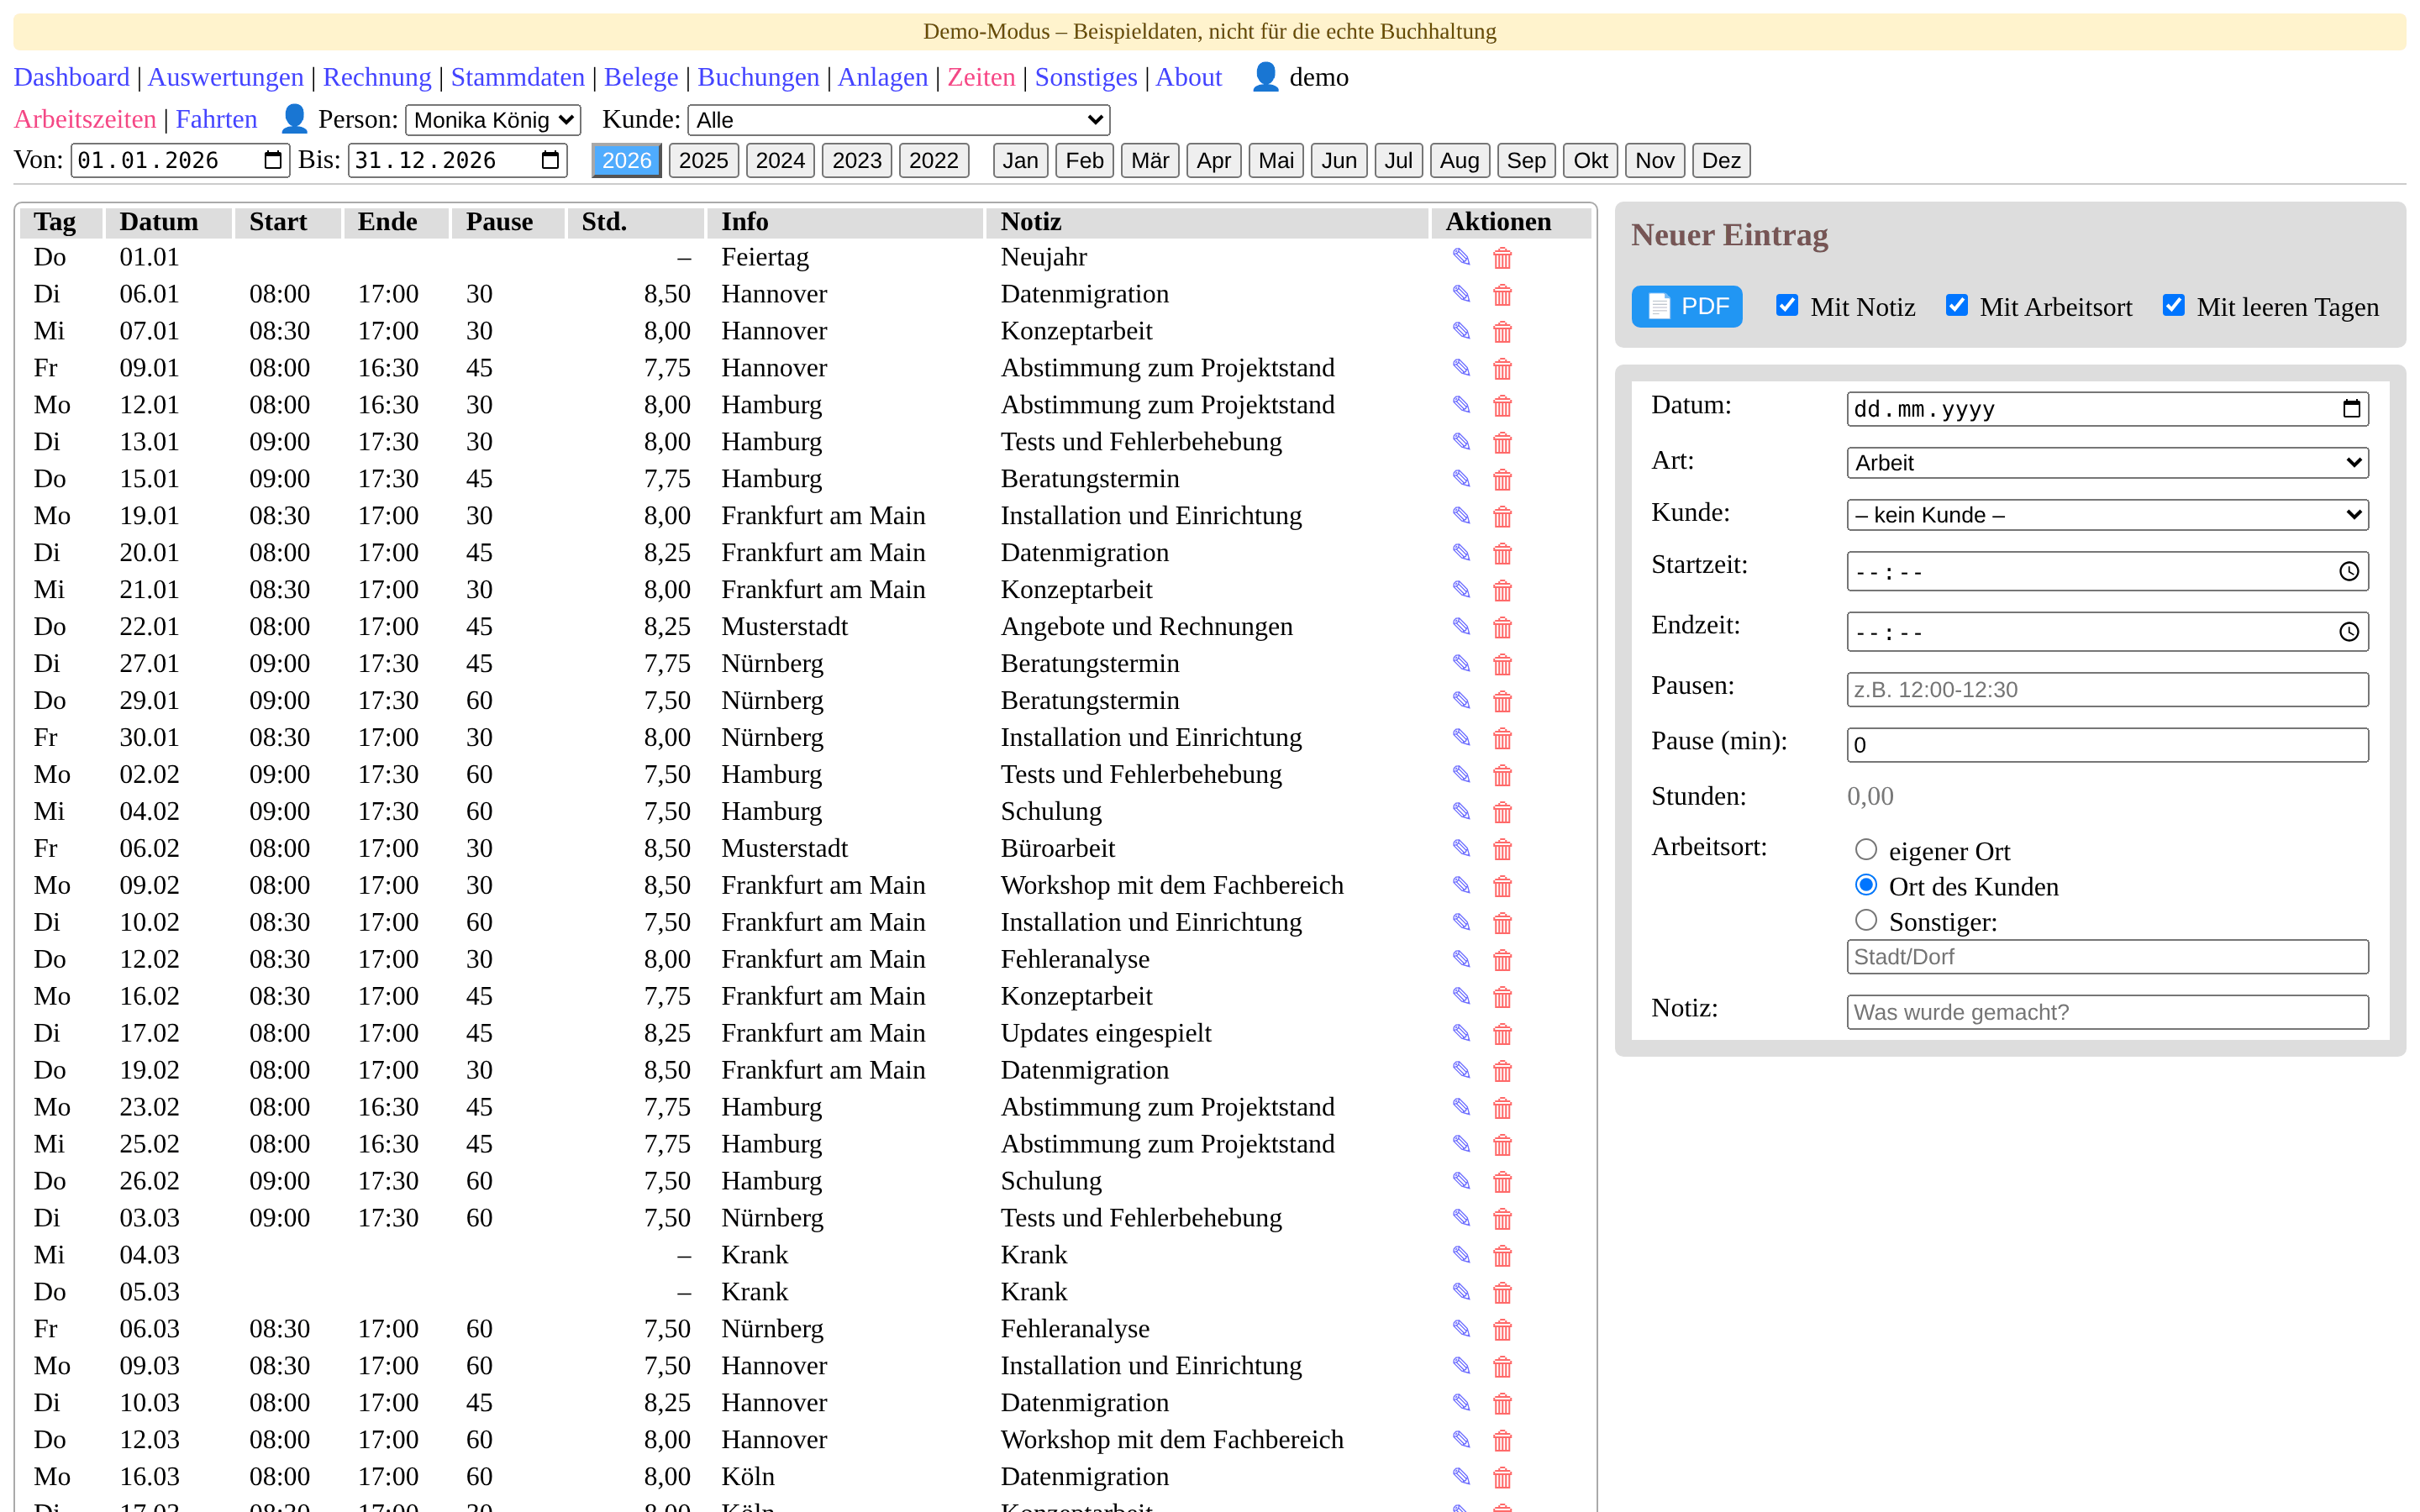 Demo-Modus – Beispieldaten, nicht für die echte Buchhaltung
Dashboard | Auswertungen | Rechnung | Stammdaten | Belege | Buchungen | Anlagen | Zeiten | Sonstiges | About 👤 demo
Arbeitszeiten | Fahrten 👤 Person: Monika König Kunde: Alle
Von: 01.01.2026 Bis: 31.12.2026 2026 2025 2024 2023 2022 Jan Feb Mär Apr Mai Jun Jul Aug Sep Okt Nov Dez
Tag Datum Start Ende Pause Std. Info Notiz Aktionen
Do 01.01 – Feiertag Neujahr
Di 06.01 08:00 17:00 30 8,50 Hannover Datenmigration
Mi 07.01 08:30 17:00 30 8,00 Hannover Konzeptarbeit
Fr 09.01 08:00 16:30 45 7,75 Hannover Abstimmung zum Projektstand
Mo 12.01 08:00 16:30 30 8,00 Hamburg Abstimmung zum Projektstand
Di 13.01 09:00 17:30 30 8,00 Hamburg Tests und Fehlerbehebung
Do 15.01 09:00 17:30 45 7,75 Hamburg Beratungstermin
Mo 19.01 08:30 17:00 30 8,00 Frankfurt am Main Installation und Einrichtung
Di 20.01 08:00 17:00 45 8,25 Frankfurt am Main Datenmigration
Mi 21.01 08:30 17:00 30 8,00 Frankfurt am Main Konzeptarbeit
Do 22.01 08:00 17:00 45 8,25 Musterstadt Angebote und Rechnungen
Di 27.01 09:00 17:30 45 7,75 Nürnberg Beratungstermin
Do 29.01 09:00 17:30 60 7,50 Nürnberg Beratungstermin
Fr 30.01 08:30 17:00 30 8,00 Nürnberg Installation und Einrichtung
Mo 02.02 09:00 17:30 60 7,50 Hamburg Tests und Fehlerbehebung
Mi 04.02 09:00 17:30 60 7,50 Hamburg Schulung
Fr 06.02 08:00 17:00 30 8,50 Musterstadt Büroarbeit
Mo 09.02 08:00 17:00 30 8,50 Frankfurt am Main Workshop mit dem Fachbereich
Di 10.02 08:30 17:00 60 7,50 Frankfurt am Main Installation und Einrichtung
Do 12.02 08:30 17:00 30 8,00 Frankfurt am Main Fehleranalyse
Mo 16.02 08:30 17:00 45 7,75 Frankfurt am Main Konzeptarbeit
Di 17.02 08:00 17:00 45 8,25 Frankfurt am Main Updates eingespielt
Do 19.02 08:00 17:00 30 8,50 Frankfurt am Main Datenmigration
Mo 23.02 08:00 16:30 45 7,75 Hamburg Abstimmung zum Projektstand
Mi 25.02 08:00 16:30 45 7,75 Hamburg Abstimmung zum Projektstand
Do 26.02 09:00 17:30 60 7,50 Hamburg Schulung
Di 03.03 09:00 17:30 60 7,50 Nürnberg Tests und Fehlerbehebung
Mi 04.03 – Krank Krank
Do 05.03 – Krank Krank
Fr 06.03 08:30 17:00 60 7,50 Nürnberg Fehleranalyse
Mo 09.03 08:30 17:00 60 7,50 Hannover Installation und Einrichtung
Di 10.03 08:00 17:00 45 8,25 Hannover Datenmigration
Do 12.03 08:00 17:00 60 8,00 Hannover Workshop mit dem Fachbereich
Mo 16.03 08:00 17:00 60 8,00 Köln Datenmigration
Di 17.03 08:30 17:00 30 8,00 Köln Konzeptarbeit
Neuer Eintrag
PDF Mit Notiz Mit Arbeitsort Mit leeren Tagen
Datum: dd.mm.yyyy
Art: Arbeit
Kunde: – kein Kunde –
Startzeit: --:--
Endzeit: --:--
Pausen: z.B. 12:00-12:30
Pause (min): 0
Stunden: 0,00
Arbeitsort: eigener Ort
Ort des Kunden
Sonstiger:
Stadt/Dorf
Notiz: Was wurde gemacht?